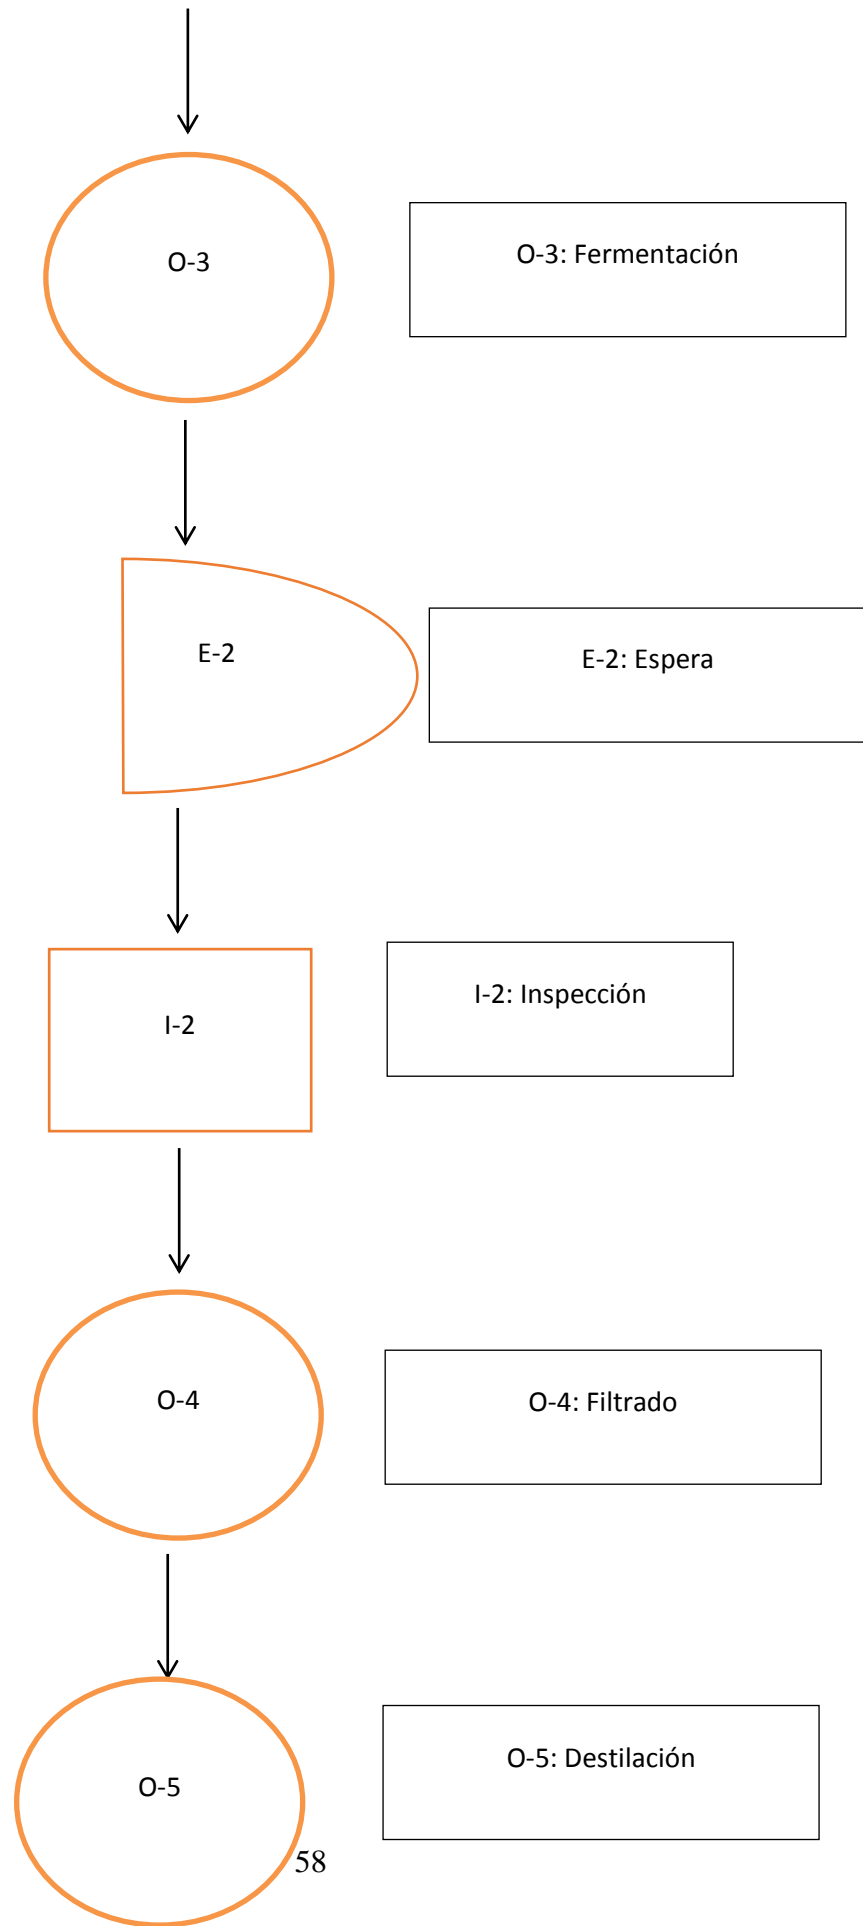 O-3
O-3: Fermentación
E-2
E-2: Espera
I-2
I-2: Inspección
O-4
O-4: Filtrado
O-5
O-5: Destilación
58